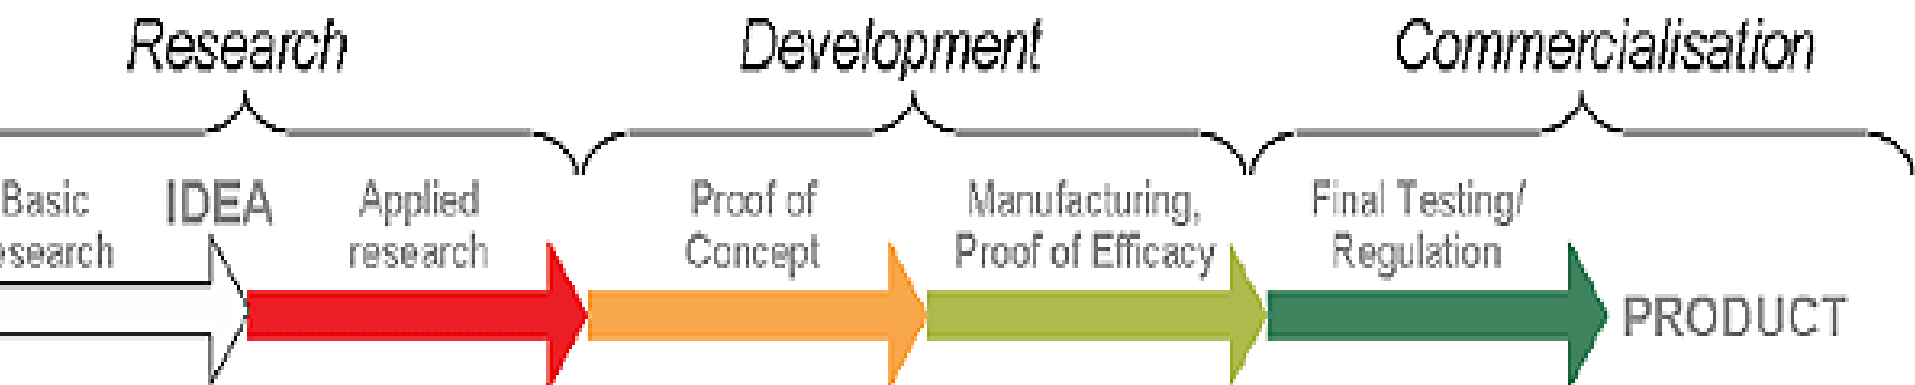 Research
Development
Commercialisation
Basic
esearch
IDEA
Applied
research
Proof of
Concept
Manufacturing,
Proof of Efficacy
Final Testing/
Regulation
PRODUCT